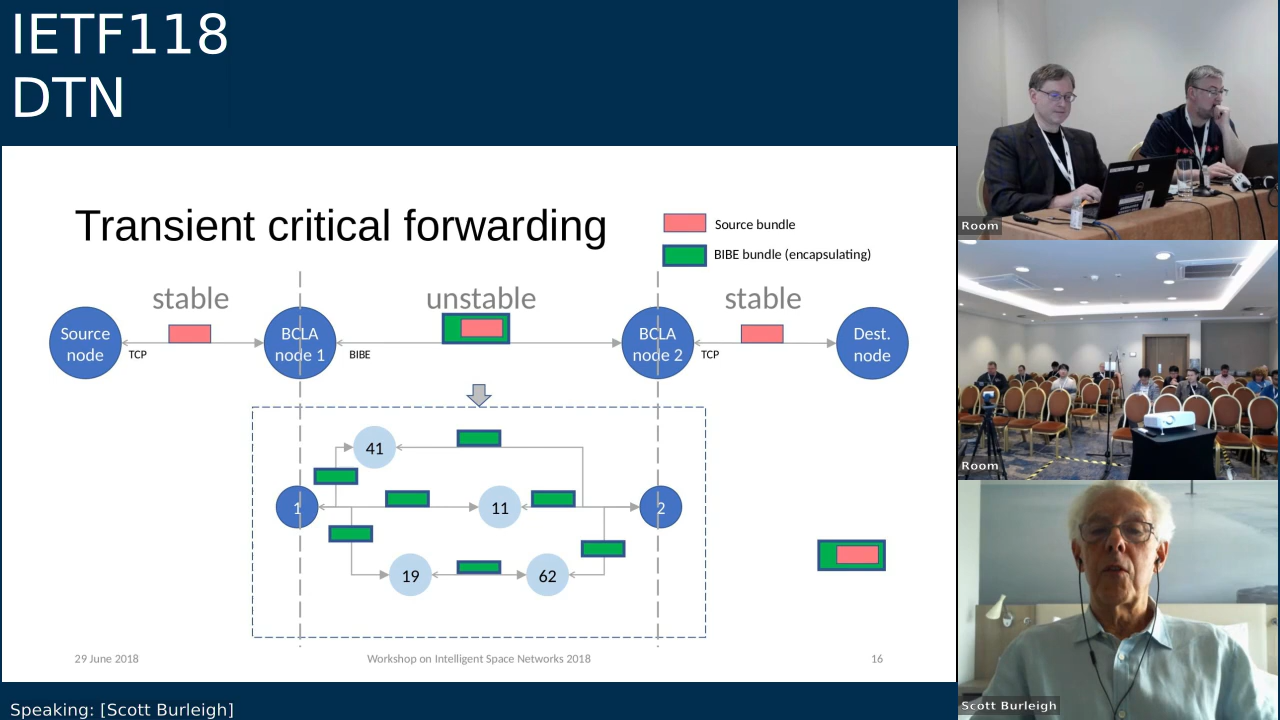 IETF118
DTN
Transient critical forwarding
Source bundle
BIBE bundle (encapsulating)
stable
unstable
stable
Source
node
BCLA
node 1
BCLA
node 2
Dest.
node
TCP
BIBE
TCP
41
1
11
2
19
62
29 June 2018
Workshop on Intelligent Space Networks 2018
16
Speaking: [Scott Burleigh]
Room
Room
Scott Burleigh